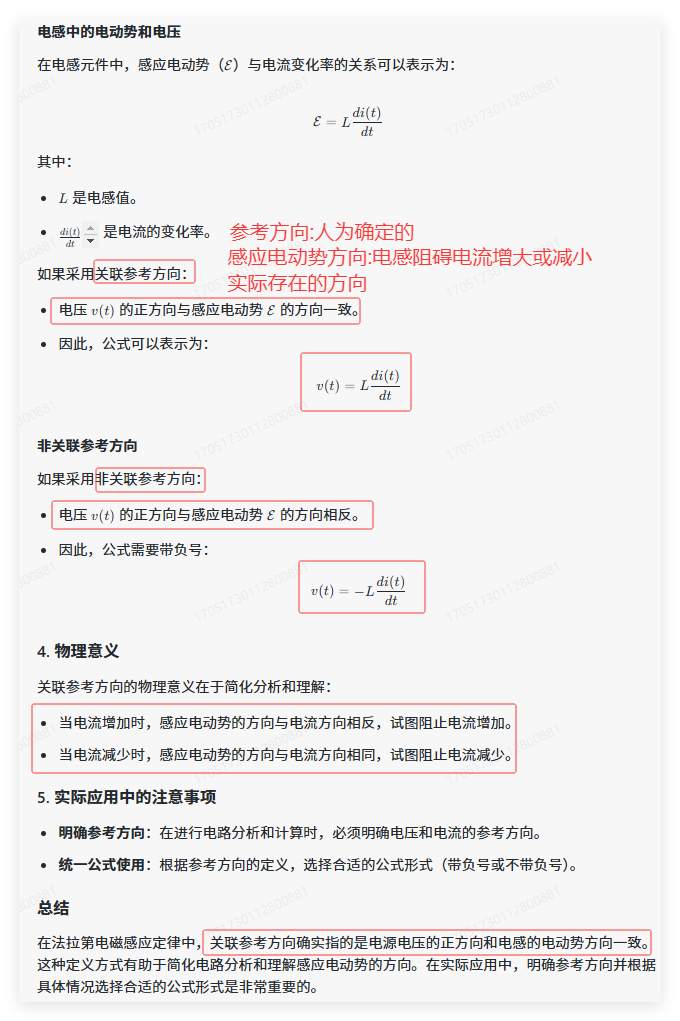 电感中的电动势和电压
在电感元件中，感应电动势（ℰ）与电流变化率的关系可以表示为：
ℰ = L di(t)/dt
其中：
• L 是电感值。
• di(t)/dt 是电流的变化率。
参考方向:人为确定的
感应电动势方向:电感阻碍电流增大或减小
实际存在的方向
如果采用关联参考方向：
• 电压 v(t) 的正方向与感应电动势 ℰ 的方向一致。
• 因此，公式可以表示为：
v(t) = L di(t)/dt
非关联参考方向
如果采用非关联参考方向：
• 电压 v(t) 的正方向与感应电动势 ℰ 的方向相反。
• 因此，公式需要带负号：
v(t) = −L di(t)/dt
4. 物理意义
关联参考方向的物理意义在于简化分析和理解：
• 当电流增加时，感应电动势的方向与电流方向相反，试图阻止电流增加。
• 当电流减少时，感应电动势的方向与电流方向相同，试图阻止电流减少。
5. 实际应用中的注意事项
• 明确参考方向：在进行电路分析和计算时，必须明确电压和电流的参考方向。
• 统一公式使用：根据参考方向的定义，选择合适的公式形式（带负号或不带负号）。
总结
在法拉第电磁感应定律中，关联参考方向确实指的是电源电压的正方向和电感的电动势方向一致。
这种定义方式有助于简化电路分析和理解感应电动势的方向。在实际应用中，明确参考方向并根据
具体情况选择合适的公式形式是非常重要的。
17051730112800881